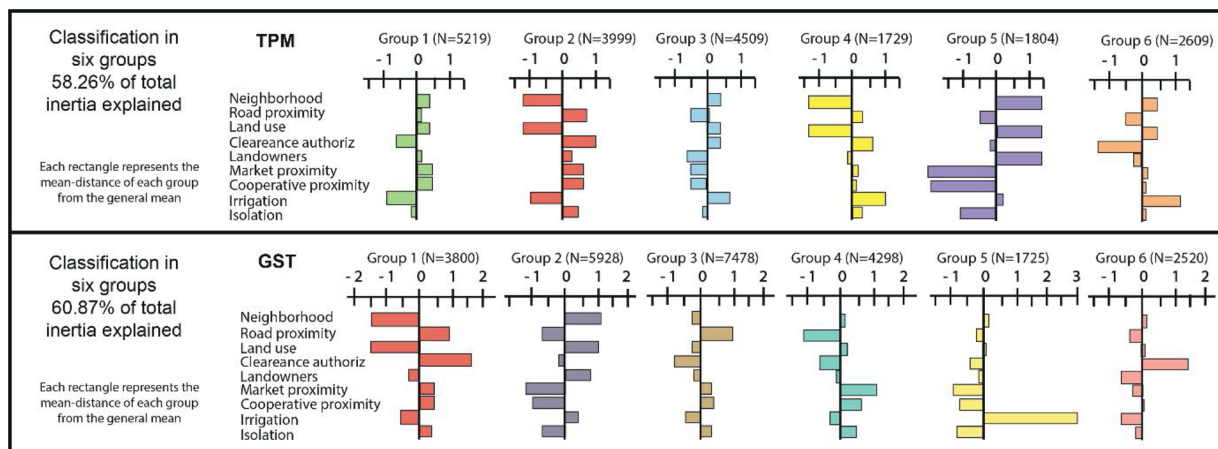 Classification in
six groups
58.26% of total
inertia explained
Each rectangle represents the
mean-distance of each group
from the general mean
TPM
Group 1 (N=5219)
-1 0 1
Group 2 (N=3999)
-1 0 1
Group 3 (N=4509)
-1 0 1
Group 4 (N=1729)
-1 0 1
Group 5 (N=1804)
-1 0 1
Group 6 (N=2609)
-1 0 1
Neighborhood
Road proximity
Land use
Cleareance authoriz
Landowners
Market proximity
Cooperative proximity
Irrigation
Isolation
Classification in
six groups
60.87% of total
inertia explained
Each rectangle represents the
mean-distance of each group
from the general mean
GST
Group 1 (N=3800)
-2 -1 0 1 2
Group 2 (N=5928)
-1 0 1 2
Group 3 (N=7478)
-1 0 1 2
Group 4 (N=4298)
-1 0 1 2
Group 5 (N=1725)
-1 0 1 2 3
Group 6 (N=2520)
-1 0 1 2
Neighborhood
Road proximity
Land use
Cleareance authoriz
Landowners
Market proximity
Cooperative proximity
Irrigation
Isolation